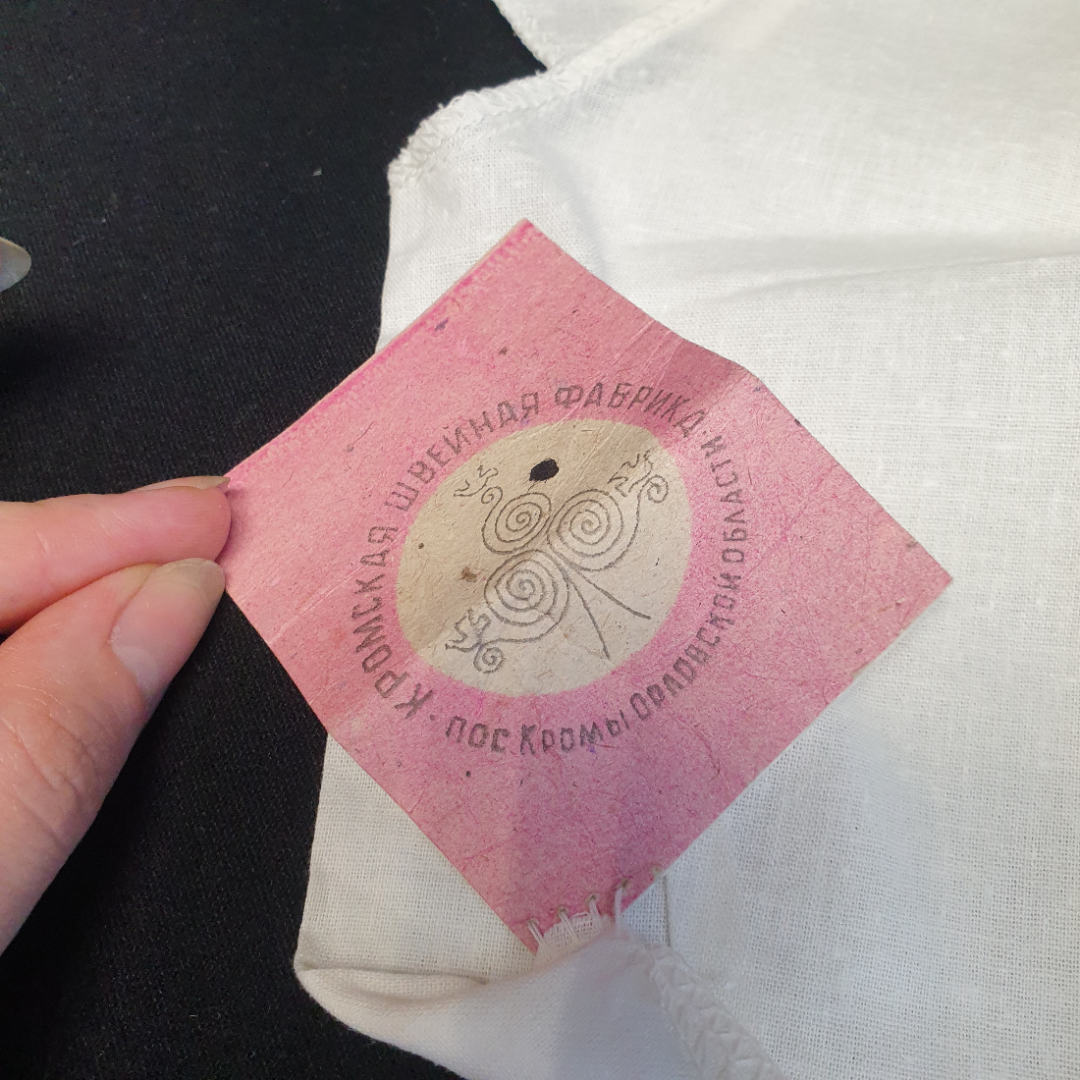 КРОМСКАЯ ШВЕЙНАЯ ФАБРИКА · ПОС КРОМЫ ОРЛОВСКОЙ ОБЛАСТИ ·